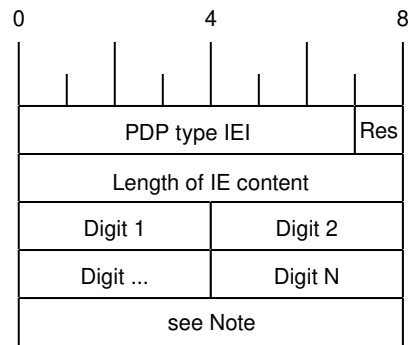 0 4 8
PDP type IEI Res
Length of IE content
Digit 1 Digit 2
Digit ... Digit N
see Note